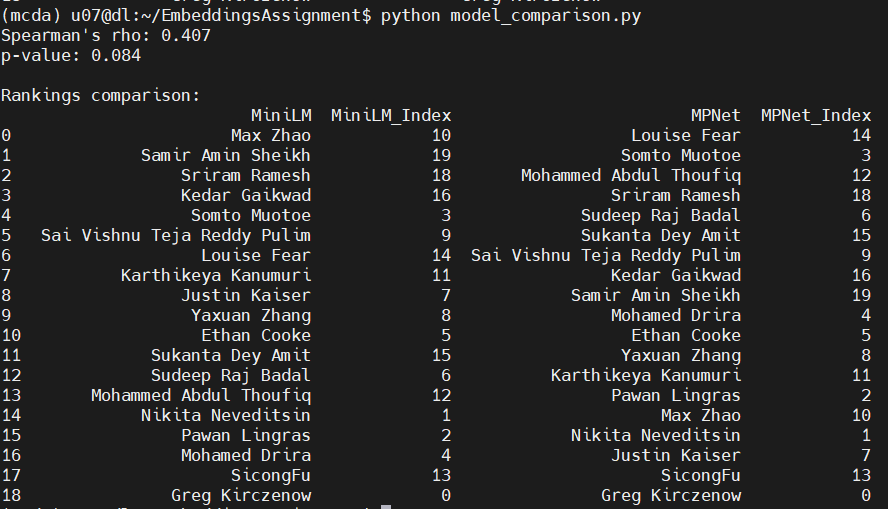 (mcda) u07@dl:~/EmbeddingsAssignment$ python model_comparison.py
Spearman's rho: 0.407
p-value: 0.084
Rankings comparison:
MiniLM MiniLM_Index MPNet MPNet_Index
0 Max Zhao 10 Louise Fear 14
1 Samir Amin Sheikh 19 Somto Muotoe 3
2 Sriram Ramesh 18 Mohammed Abdul Thoufiq 12
3 Kedar Gaikwad 16 Sriram Ramesh 18
4 Somto Muotoe 3 Sudeep Raj Badal 6
5 Sai Vishnu Teja Reddy Pulim 9 Sukanta Dey Amit 15
6 Louise Fear 14 Sai Vishnu Teja Reddy Pulim 9
7 Karthikeya Kanumuri 11 Kedar Gaikwad 16
8 Justin Kaiser 7 Samir Amin Sheikh 19
9 Yaxuan Zhang 8 Mohamed Drira 4
10 Ethan Cooke 5 Ethan Cooke 5
11 Sukanta Dey Amit 15 Yaxuan Zhang 8
12 Sudeep Raj Badal 6 Karthikeya Kanumuri 11
13 Mohammed Abdul Thoufiq 12 Pawan Lingras 2
14 Nikita Neveditsin 1 Max Zhao 10
15 Pawan Lingras 2 Nikita Neveditsin 1
16 Mohamed Drira 4 Justin Kaiser 7
17 SicongFu 13 SicongFu 13
18 Greg Kirczenow 0 Greg Kirczenow 0